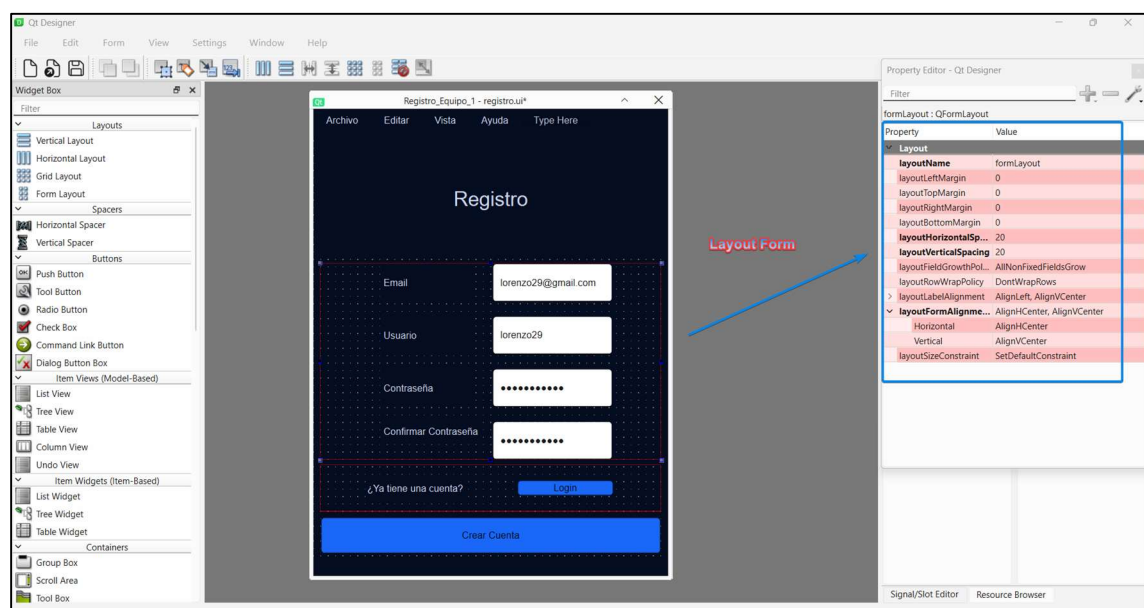 Qt Designer
File Edit Form View Settings Window Help
Widget Box
Filter
Layouts
Vertical Layout
Horizontal Layout
Grid Layout
Form Layout
Spacers
Horizontal Spacer
Vertical Spacer
Buttons
OK Push Button
Tool Button
Radio Button
Check Box
Command Link Button
Dialog Button Box
Item Views (Model-Based)
List View
Tree View
Table View
Column View
Undo View
Item Widgets (Item-Based)
List Widget
Tree Widget
Table Widget
Containers
Group Box
Scroll Area
Tool Box
Qt Registro_Equipo_1 - registro.ui*
Archivo Editar Vista Ayuda Type Here
Registro
Email lorenzo29@gmail.com
Usuario lorenzo29
Contraseña
Confirmar Contraseña
¿Ya tiene una cuenta? Login
Crear Cuenta
Layout Form
Property Editor - Qt Designer
Filter
formLayout : QFormLayout
Property Value
Layout
layoutName formLayout
layoutLeftMargin 0
layoutTopMargin 0
layoutRightMargin 0
layoutBottomMargin 0
layoutHorizontalSp... 20
layoutVerticalSpacing 20
layoutFieldGrowthPol... AllNonFixedFieldsGrow
layoutRowWrapPolicy DontWrapRows
layoutLabelAlignment AlignLeft, AlignVCenter
layoutFormAlignme... AlignHCenter, AlignVCenter
Horizontal AlignHCenter
Vertical AlignVCenter
layoutSizeConstraint SetDefaultConstraint
Signal/Slot Editor Resource Browser